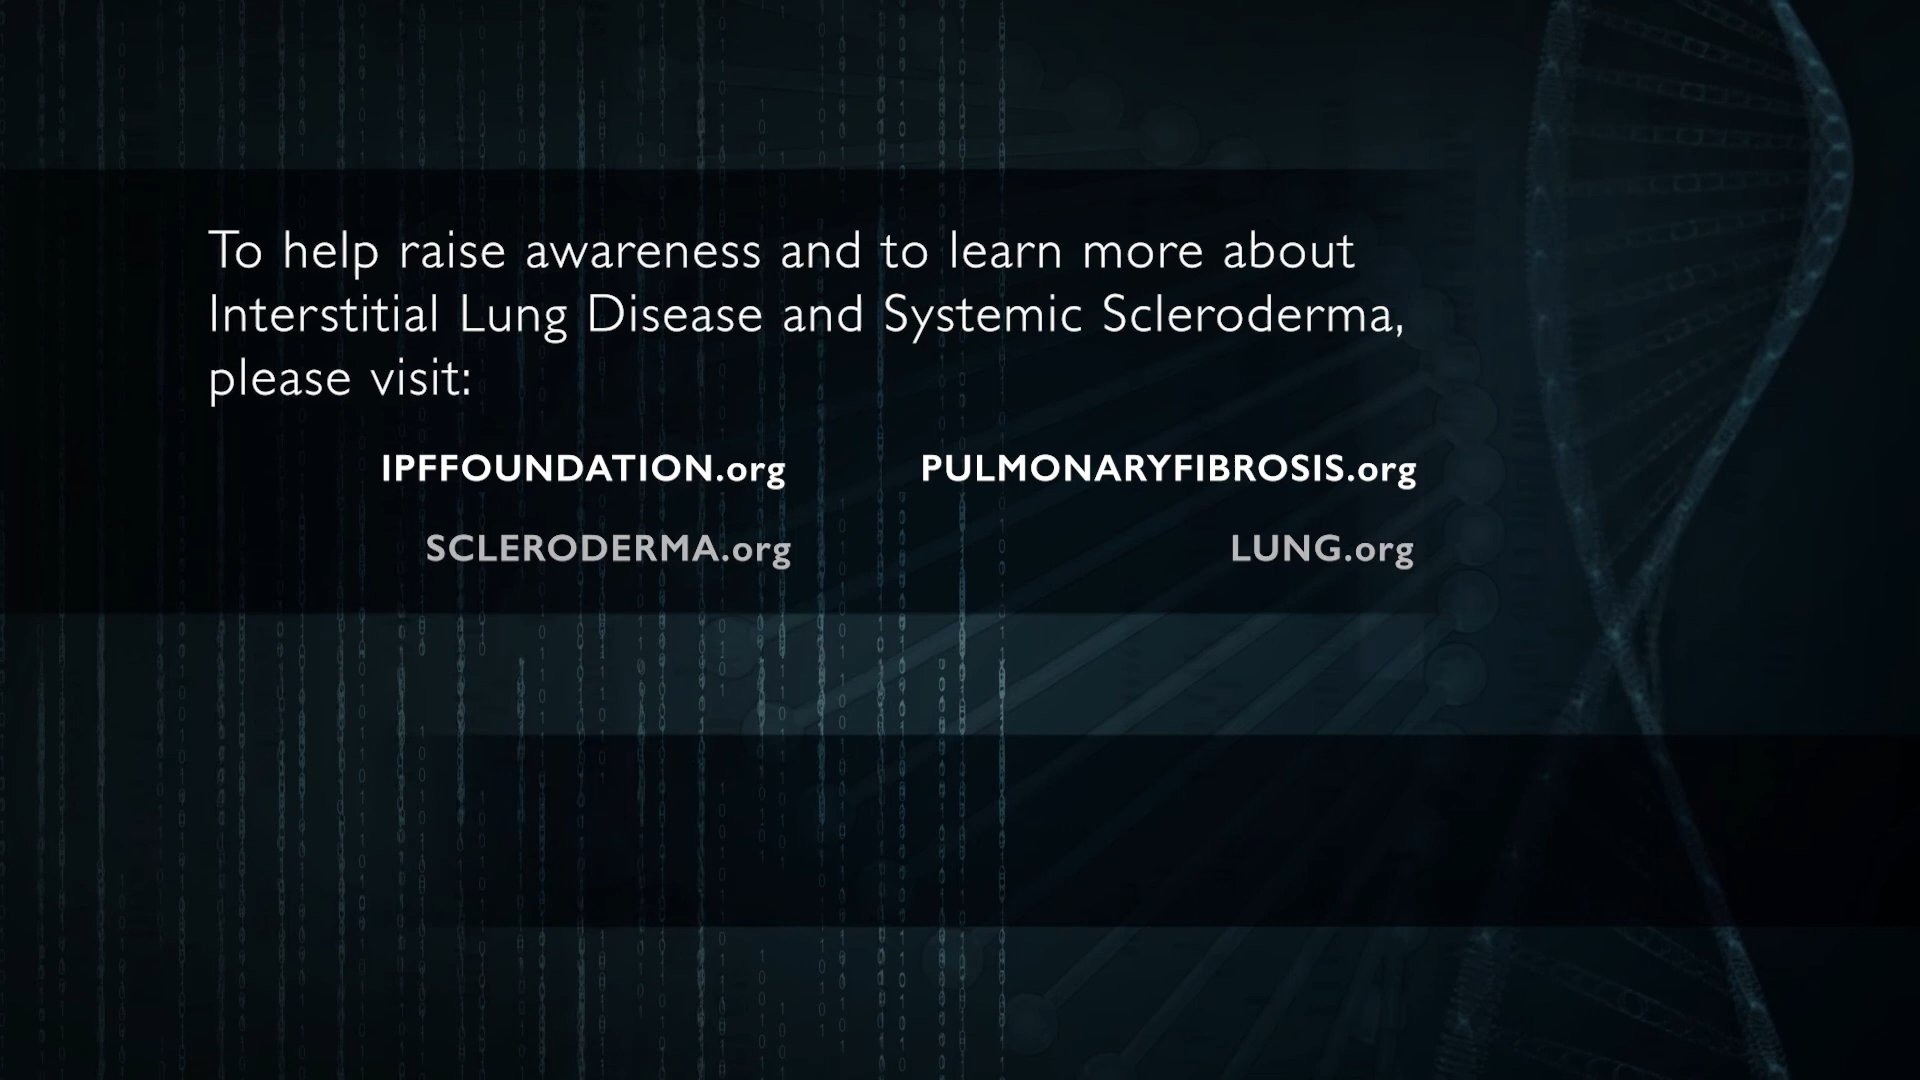 To help raise awareness and to learn more about
Interstitial Lung Disease and Systemic Scleroderma,
please visit:
IPFFOUNDATION.org PULMONARYFIBROSIS.org
SCLERODERMA.org LUNG.org